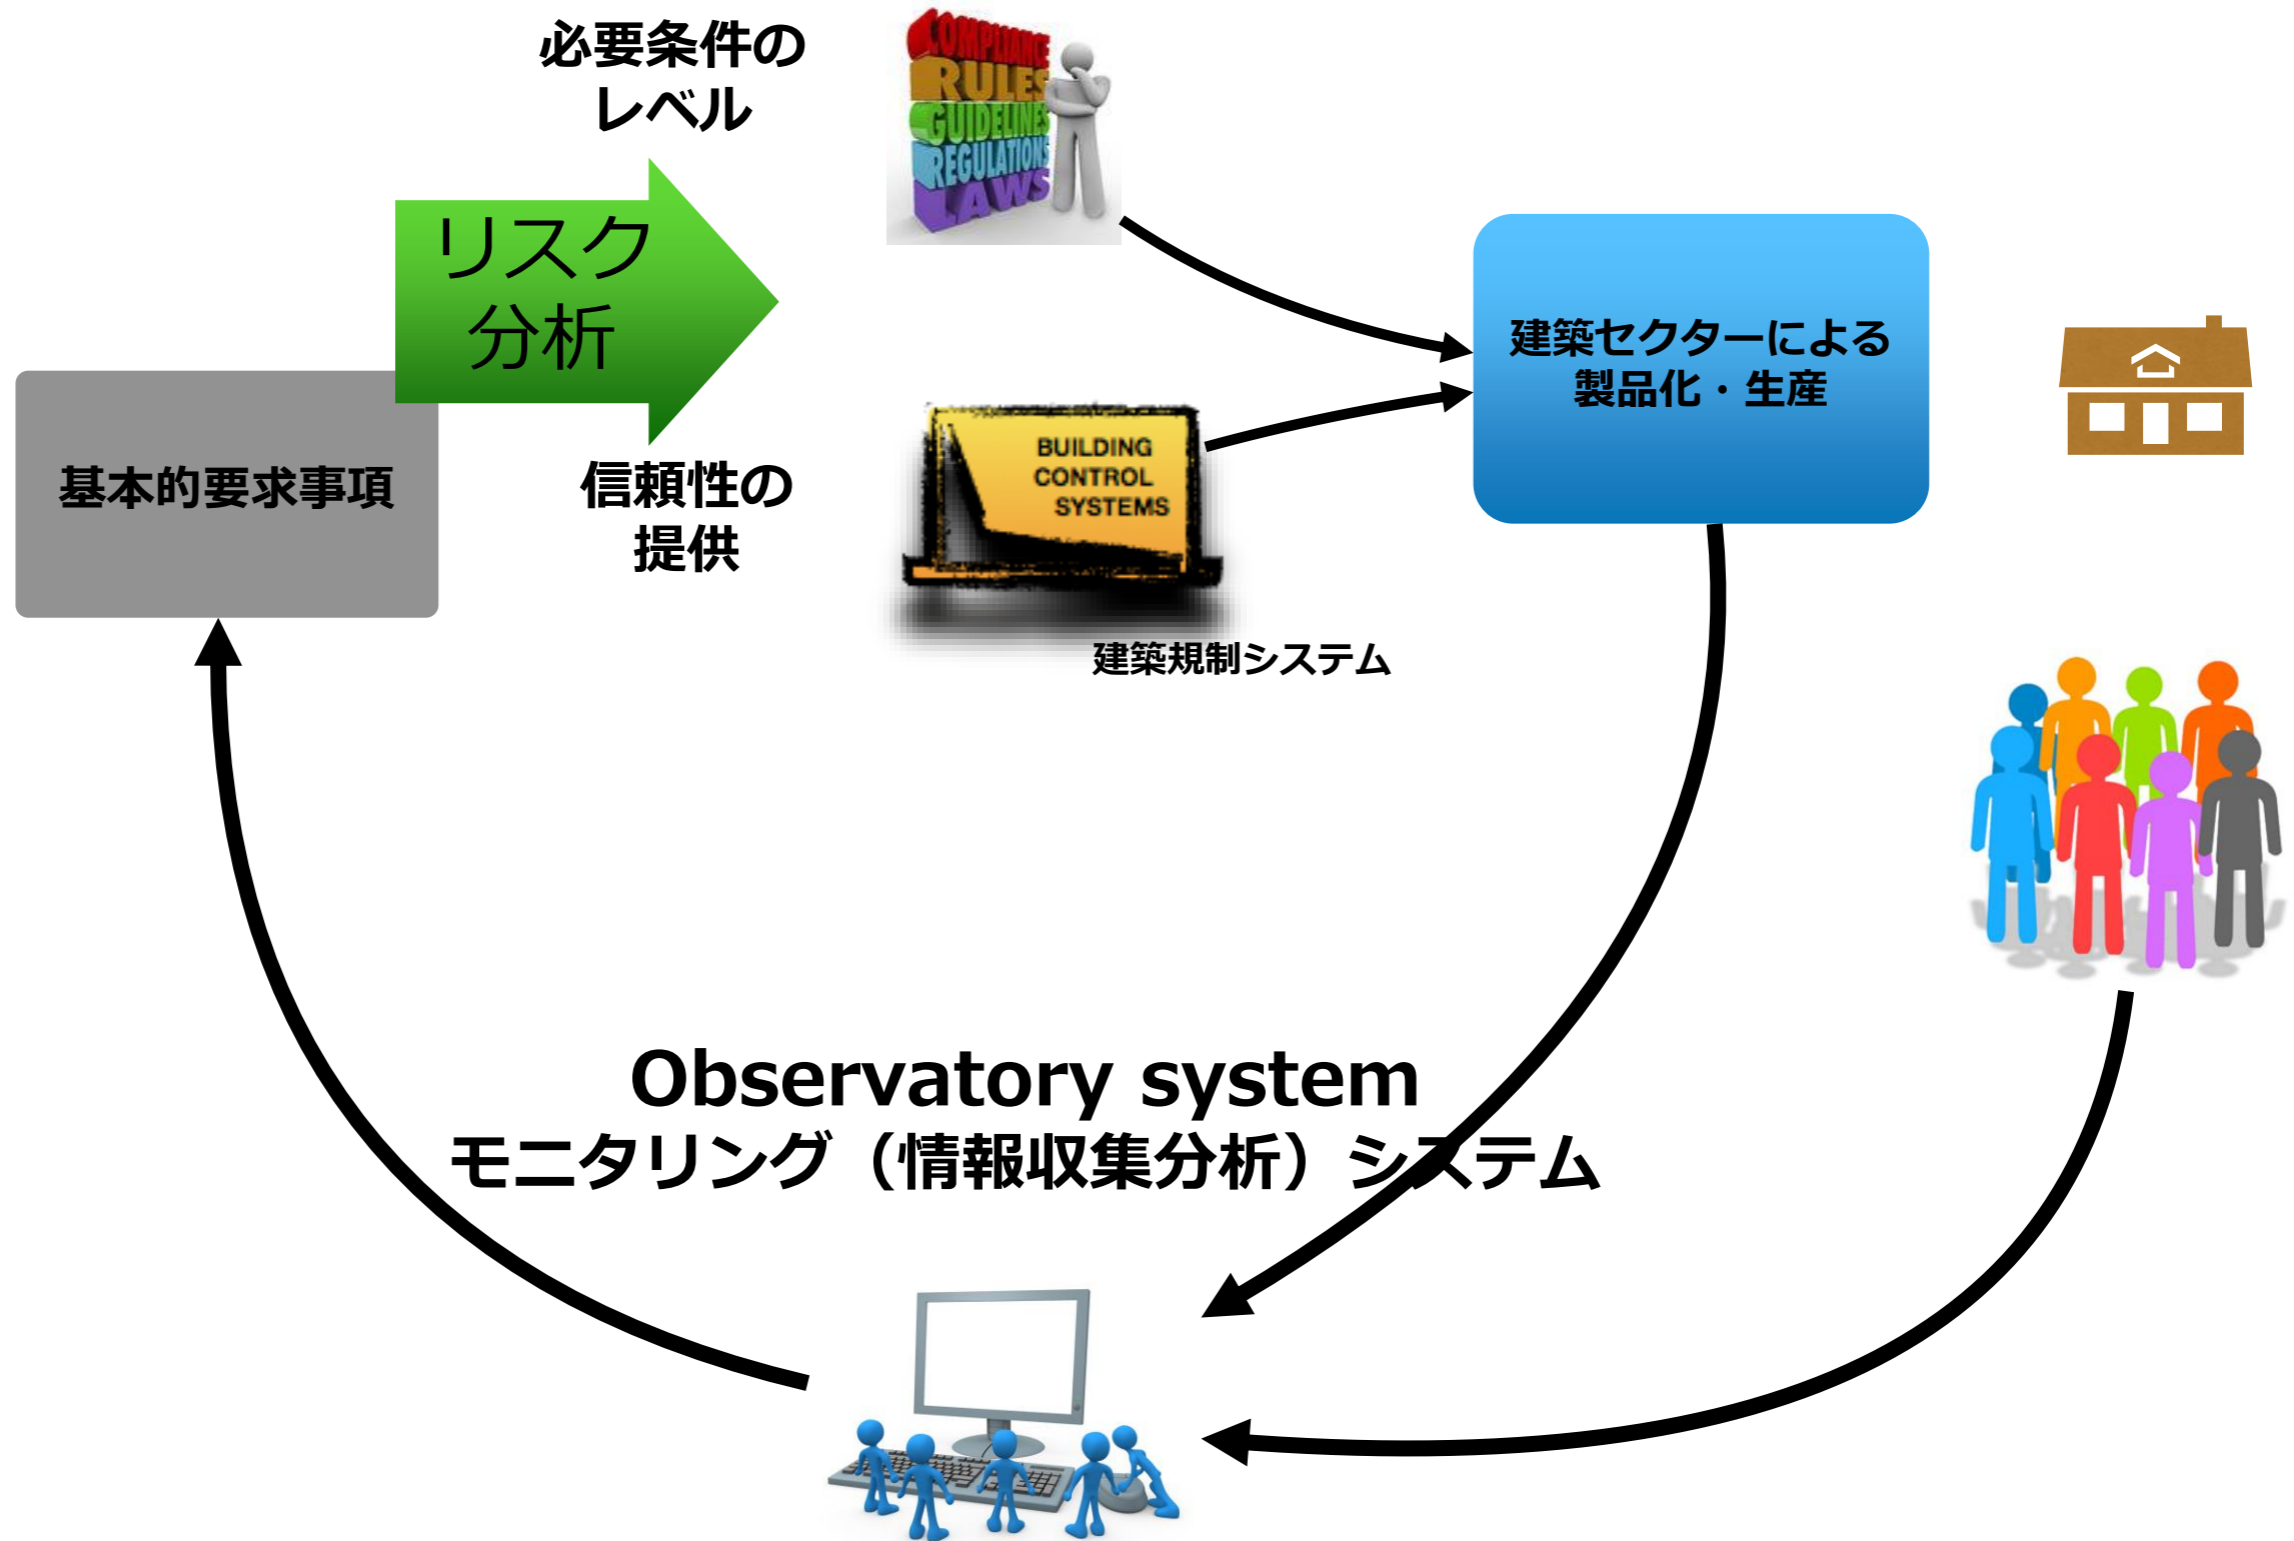 必要条件の
レベル
COMPLIANCE
RULES
GUIDELINES
REGULATIONS
LAWS
リスク
分析
建築セクターによる
製品化・生産
基本的要求事項
信頼性の
提供
BUILDING
CONTROL
SYSTEMS
建築規制システム
Observatory system
モニタリング（情報収集分析）システム